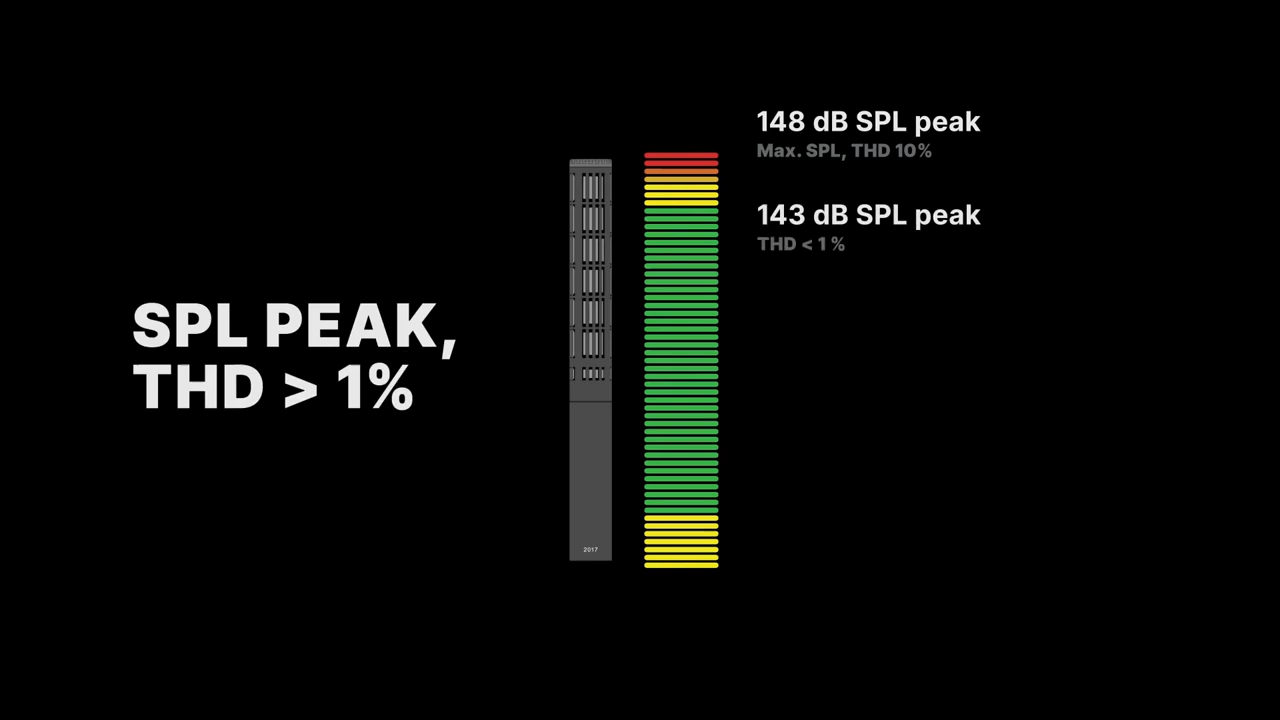 SPL PEAK,
THD > 1%
148 dB SPL peak
Max. SPL, THD 10%
143 dB SPL peak
THD < 1 %
2017